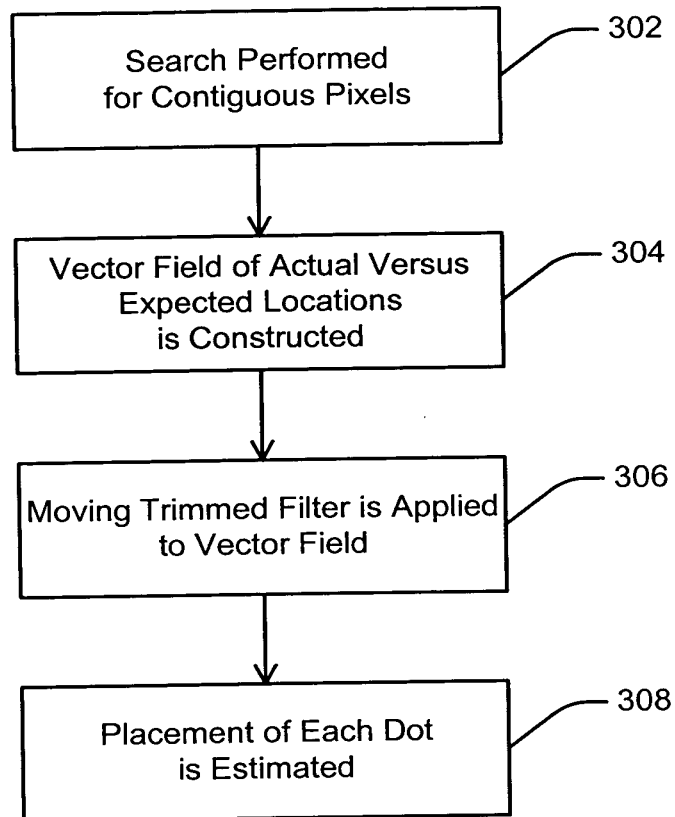 302
Search Performed
for Contiguous Pixels
304
Vector Field of Actual Versus
Expected Locations
is Constructed
306
Moving Trimmed Filter is Applied
to Vector Field
308
Placement of Each Dot
is Estimated